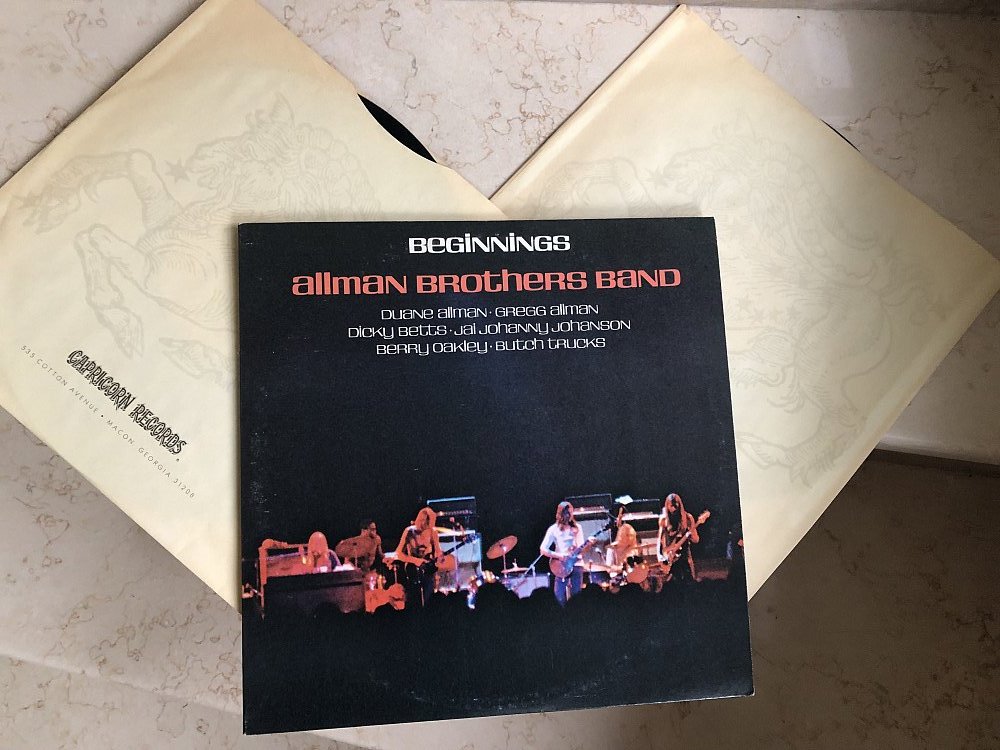 BEGINNINGS
allman Brothers Band
Duane allman · Gregg allman
Dicky Betts · Jai Johanny Johanson
Berry Oakley · Butch Trucks
CAPRICORN RECORDS
535 COTTON AVENUE • MACON GEORGIA 31208